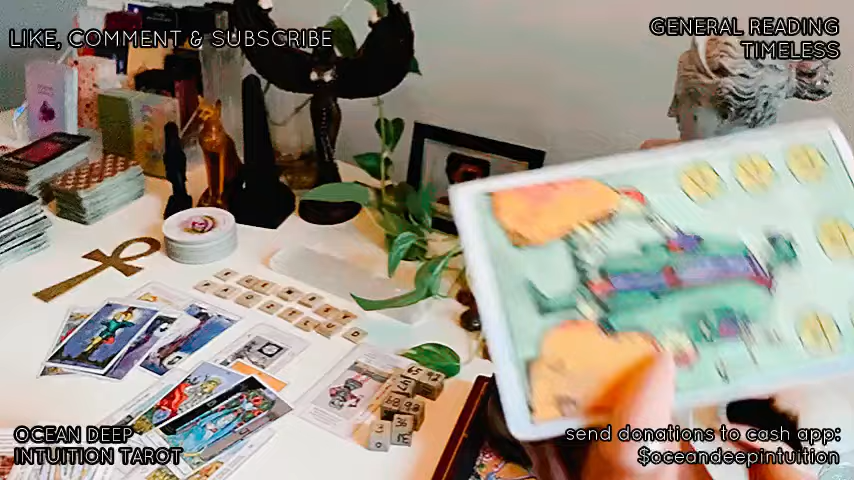 LIKE, COMMENT & SUBSCRIBE
GENERAL READING
TIMELESS
OCEAN DEEP
INTUITION TAROT
send donations to cash app:
$oceandeepintuition